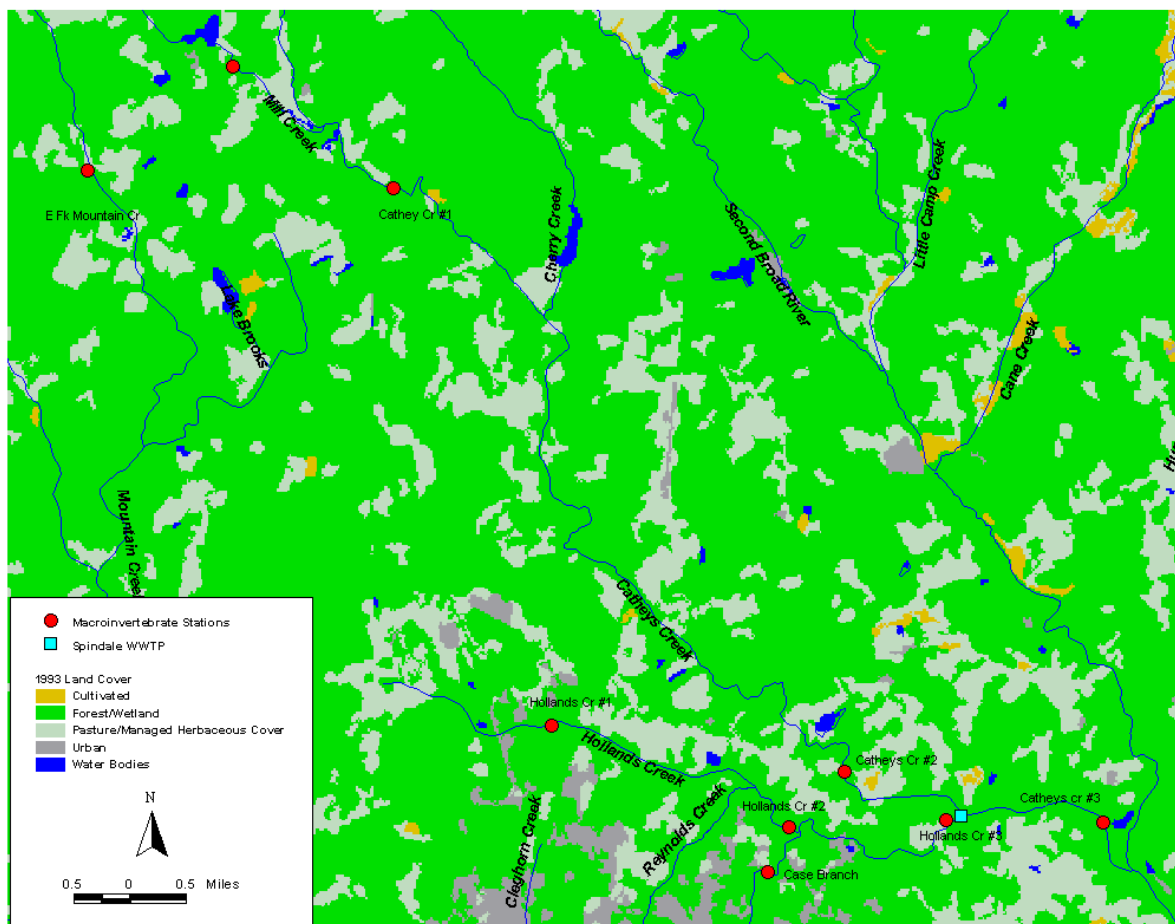 Mill Creek
E Fk Mountain Cr
Cathey Cr #1
Cherry Creek
Second Broad River
Little Camp Creek
Lake Brooks
Cane Creek
Mountain Creek
Catheys Creek
Hollands Cr #1
Hollands Creek
Catheys Cr #2
Catheys cr #3
Hollands Cr #2
Hollands Cr #3
Reynolds Creek
Cleghorn Creek
Case Branch
Macroinvertebrate Stations
Spindale WWTP
1993 Land Cover
Cultivated
Forest/Wetland
Pasture/Managed Herbaceous Cover
Urban
Water Bodies
N
0.5 0 0.5 Miles